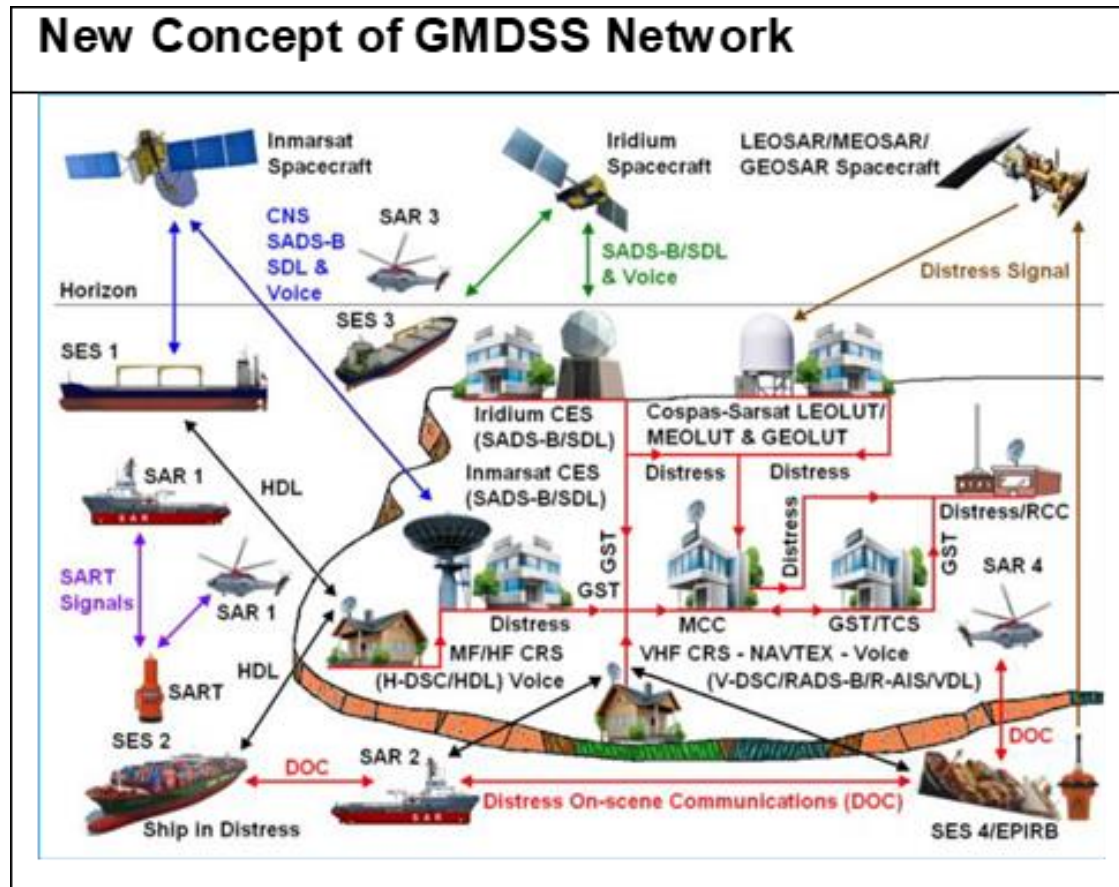 New Concept of GMDSS Network
Inmarsat
Spacecraft
Iridium
Spacecraft
LEOSAR/MEOSAR/
GEOSAR Spacecraft
CNS
SADS-B
SDL &
Voice
SAR 3
SADS-B/SDL
& Voice
Distress Signal
Horizon
SES 1
SES 3
Iridium CES
(SADS-B/SDL)
Cospas-Sarsat LEOLUT/
MEOLUT & GEOLUT
SAR 1
SAR
HDL
Inmarsat CES
(SADS-B/SDL)
Distress
Distress
Distress/RCC
GST
Distress
GST
SART
Signals
SAR 1
GST
SAR 4
Distress
MCC
GST/TCS
HDL
SART
MF/HF CRS
(H-DSC/HDL) Voice
VHF CRS - NAVTEX - Voice
(V-DSC/RADS-B/R-AIS/VDL)
SES 2
DOC
SAR 2
SAR
DOC
Distress On-scene Communications (DOC)
Ship in Distress
SES 4/EPIRB